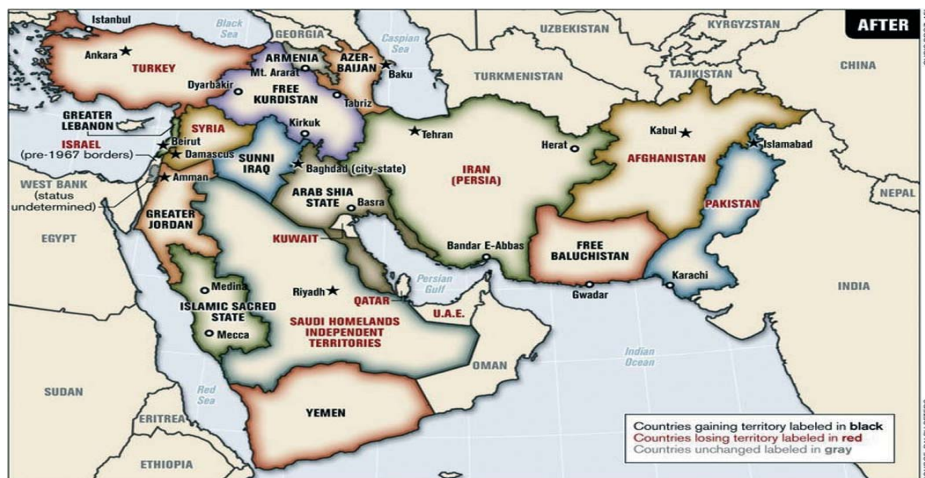 AFTER
Istanbul
Black
Sea
GEORGIA
Caspian
Sea
UZBEKISTAN
KYRGYZSTAN
Ankara
TURKEY
ARMENIA
Mt. Ararat
AZER-
BAIJAN
Baku
TURKMENISTAN
TAJIKISTAN
CHINA
Dyarbakir
FREE
KURDISTAN
Tabriz
GREATER
LEBANON
SYRIA
Kirkuk
Tehran
Herat
Kabul
Islamabad
ISRAEL
(pre-1967 borders)
Beirut
Damascus
SUNNI
IRAQ
Baghdad (city-state)
IRAN
(PERSIA)
AFGHANISTAN
WEST BANK
(status
undetermined)
Amman
ARAB SHIA
STATE
Basra
PAKISTAN
NEPAL
GREATER
JORDAN
EGYPT
KUWAIT
Bandar E-Abbas
FREE
BALUCHISTAN
Karachi
INDIA
Persian
Gulf
Gwadar
Medina
Riyadh
QATAR
ISLAMIC SACRED
STATE
U.A.E.
SAUDI HOMELANDS
INDEPENDENT
TERRITORIES
Mecca
OMAN
Indian
Ocean
SUDAN
Red
Sea
ERITREA
YEMEN
ETHIOPIA
Countries gaining territory labeled in black
Countries losing territory labeled in red
Countries unchanged labeled in gray